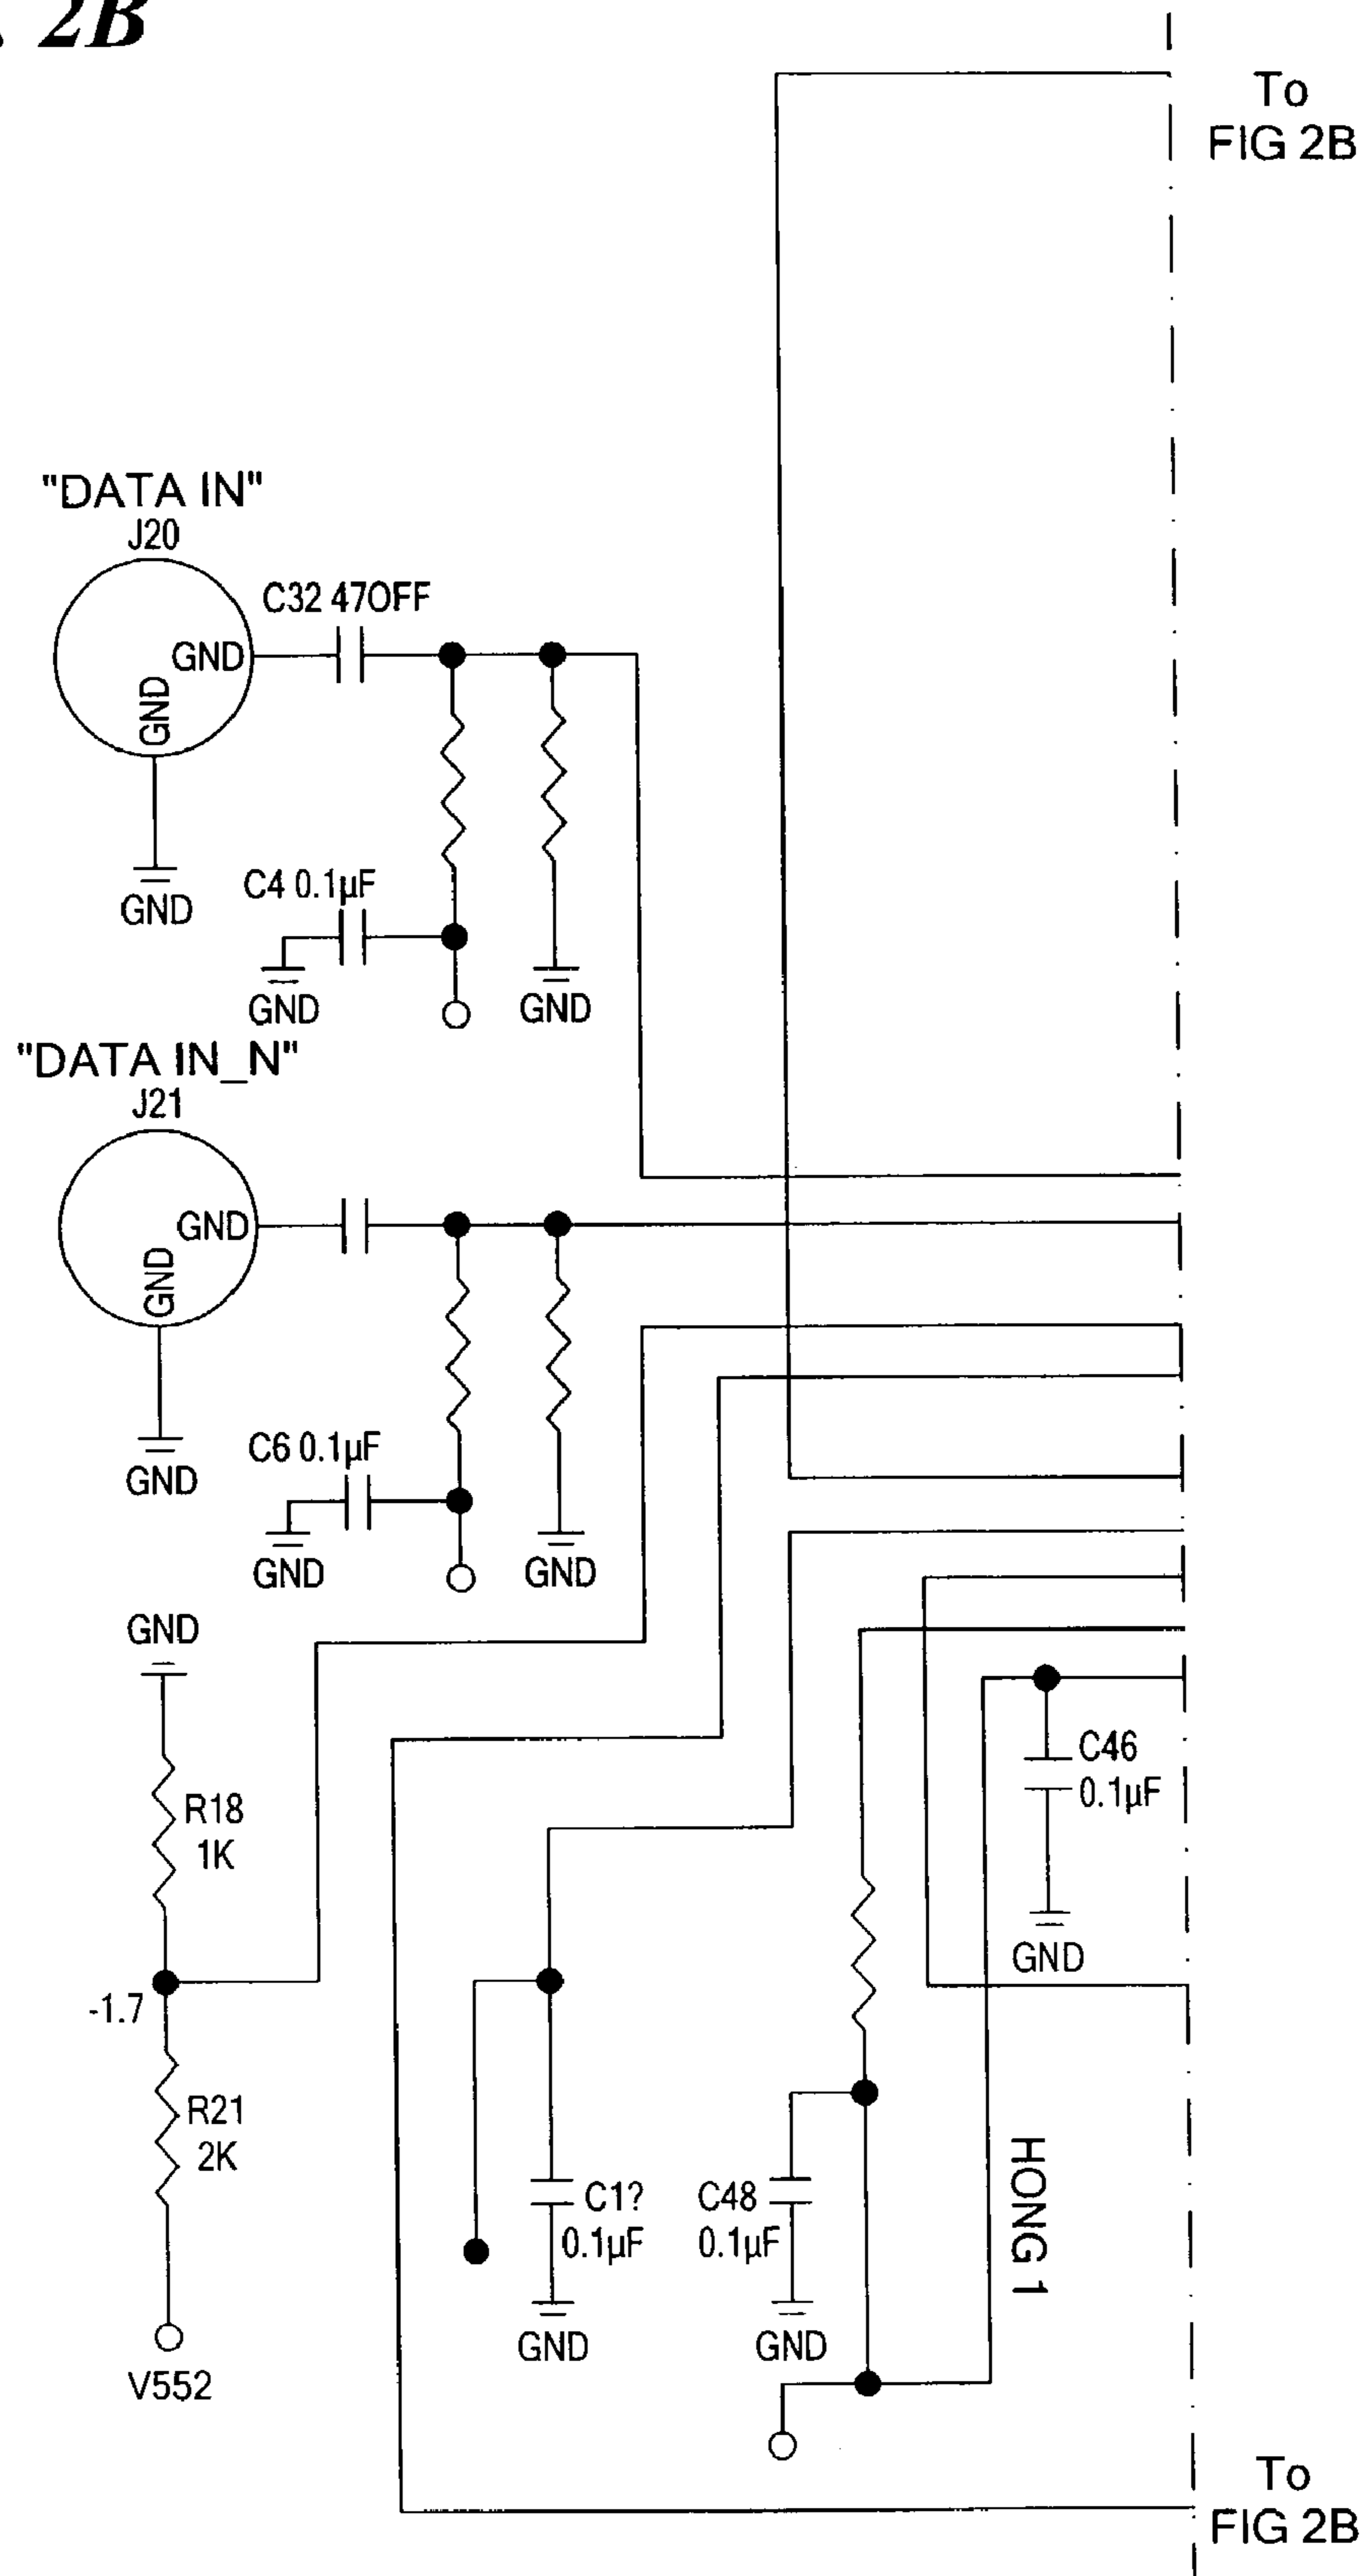 . 2B
To
FIG 2B
"DATA IN"
J20
C32 47OFF
GND
GND
GND
C4 0.1µF
GND
GND
"DATA IN_N"
J21
GND
GND
GND
C6 0.1µF
GND
GND
GND
R18
1K
-1.7
R21
2K
V552
C46
0.1µF
GND
C1?
0.1µF
GND
C48
0.1µF
GND
HONG 1
To
FIG 2B